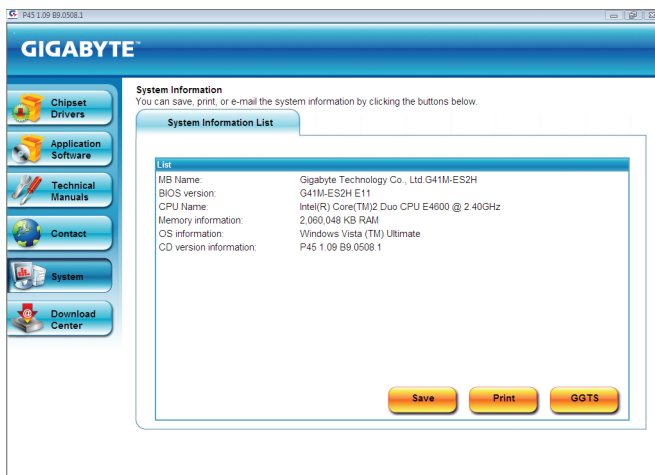 P45 1.09 B9.0508.1
GIGABYTE™
Chipset
Drivers
Application
Software
Technical
Manuals
Contact
System
Download
Center
System Information
You can save, print, or e-mail the system information by clicking the buttons below.
System Information List
List
MB Name: Gigabyte Technology Co., Ltd.G41M-ES2H
BIOS version: G41M-ES2H E11
CPU Name: Intel(R) Core(TM)2 Duo CPU E4600 @ 2.40GHz
Memory information: 2,060,048 KB RAM
OS information: Windows Vista (TM) Ultimate
CD version information: P45 1.09 B9.0508.1
Save Print GGTS